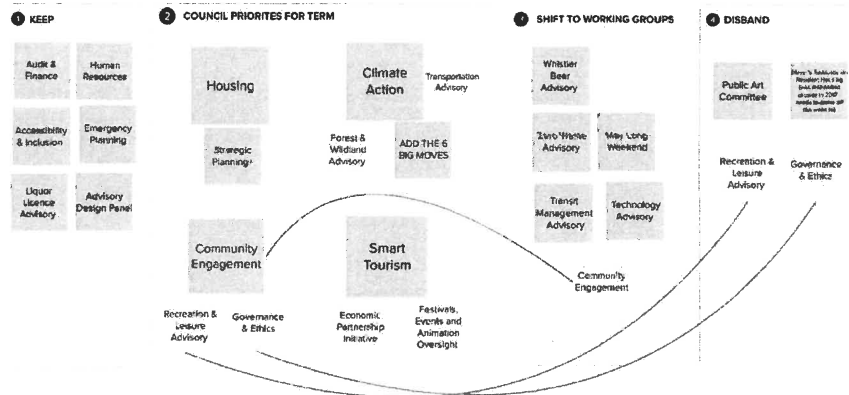 1 KEEP
Audit &
Finance
Human
Resources
Accessibility
& Inclusion
Emergency
Planning
Liquor
Licence
Advisory
Advisory
Design Panel
2 COUNCIL PRIORITES FOR TERM
Housing
Climate
Action
Transportation
Advisory
Strategic
Planning
Forest &
Wildland
Advisory
ADD THE 6
BIG MOVES
Community
Engagement
Smart
Tourism
Recreation &
Leisure
Advisory
Governance
& Ethics
Economic
Partnership
Initiative
Festivals,
Events and
Animation
Oversight
3 SHIFT TO WORKING GROUPS
Whistler
Bear
Advisory
Zero Waste
Advisory
May Long
Weekend
Transit
Management
Advisory
Technology
Advisory
Community
Engagement
4 DISBAND
Public Art
Committee
Recreation &
Leisure
Advisory
Governance
& Ethics